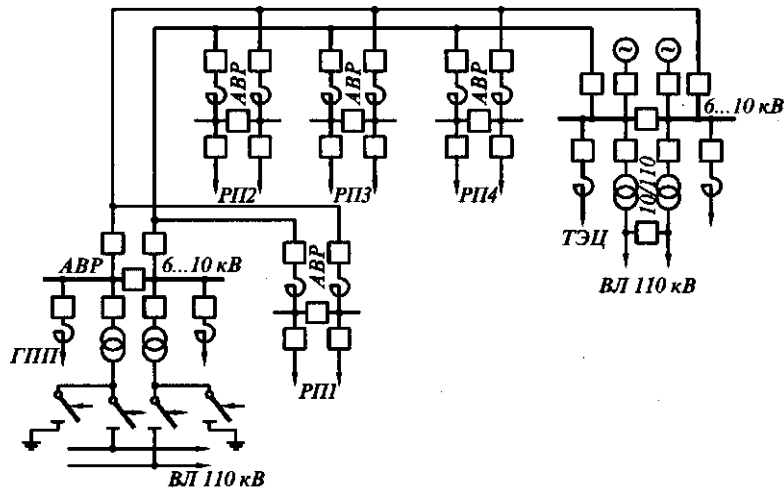 АВР
АВР
6...10 кВ
РП2
РП3
РП4
10/110
ТЭЦ
ВЛ 110 кВ
АВР
6...10 кВ
АВР
ГПП
РП1
ВЛ 110 кВ